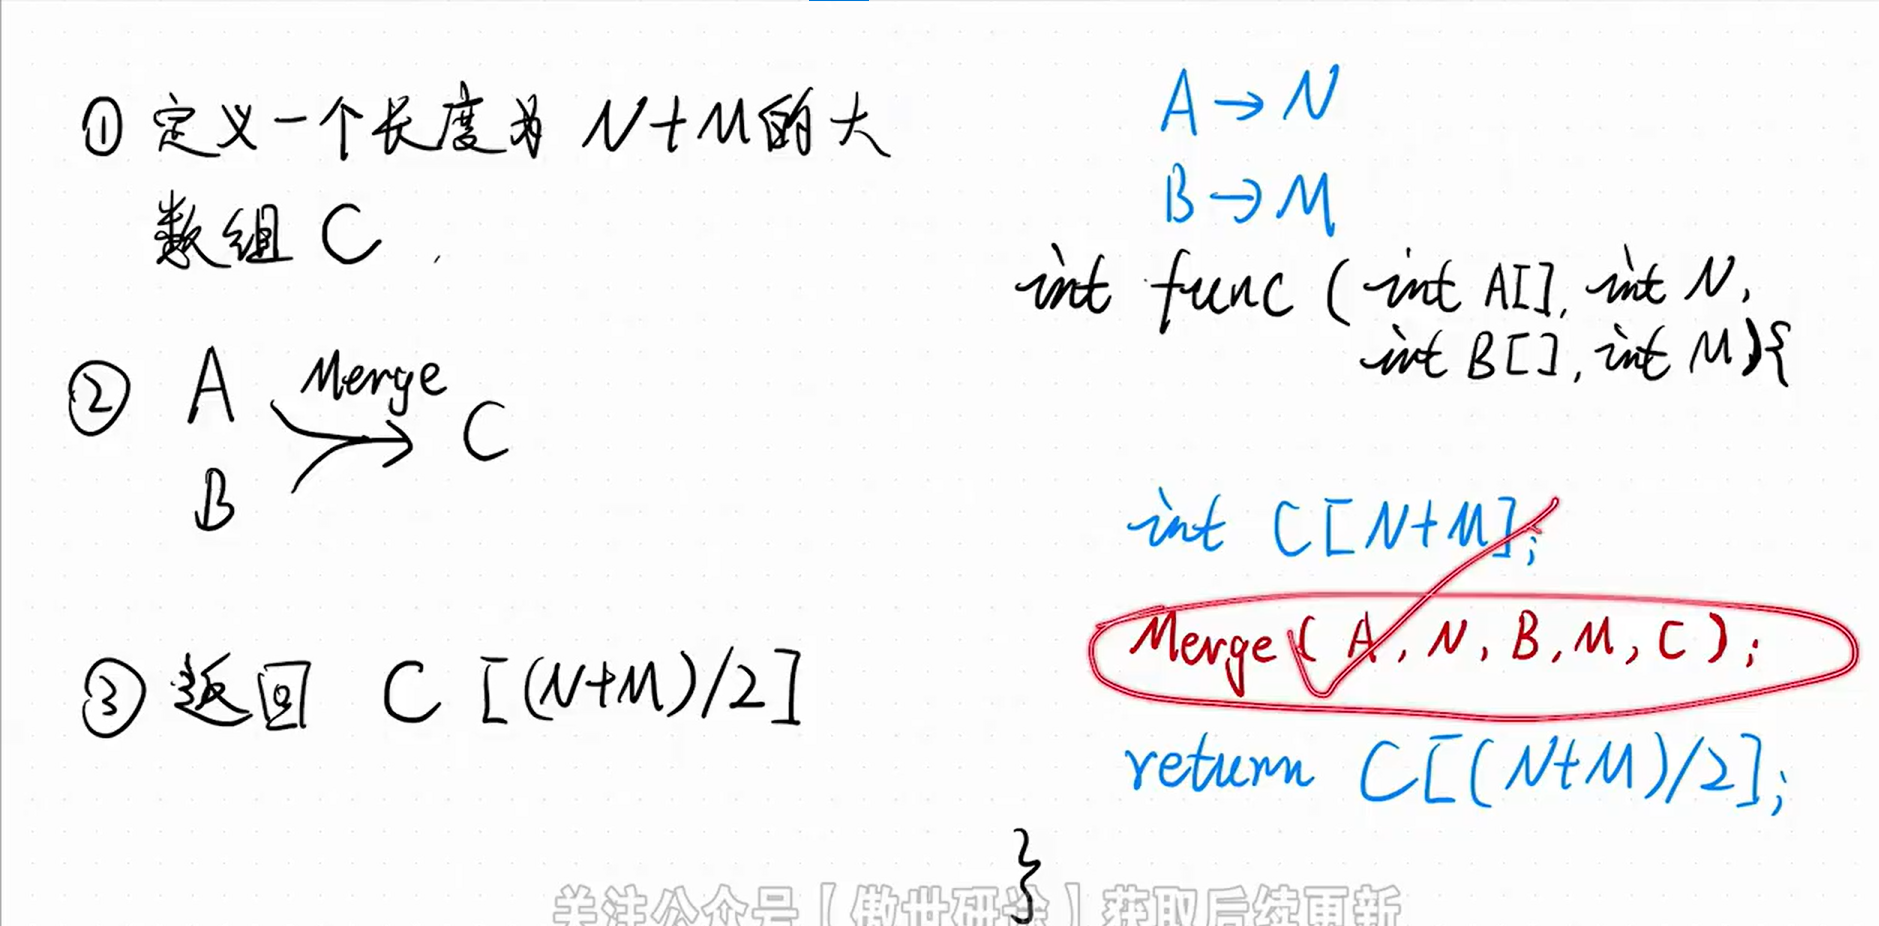 ① 定义一个长度为 N+M的大
数组 C
② A Merge C
B
③ 返回 C [(N+M)/2]
A → N
B → M
int func ( int A[], int N,
int B[], int M){
int C[N+M];
Merge( A, N, B, M, C );
return C[(N+M)/2];
}
关注公众号【傲世研途】获取后续更新